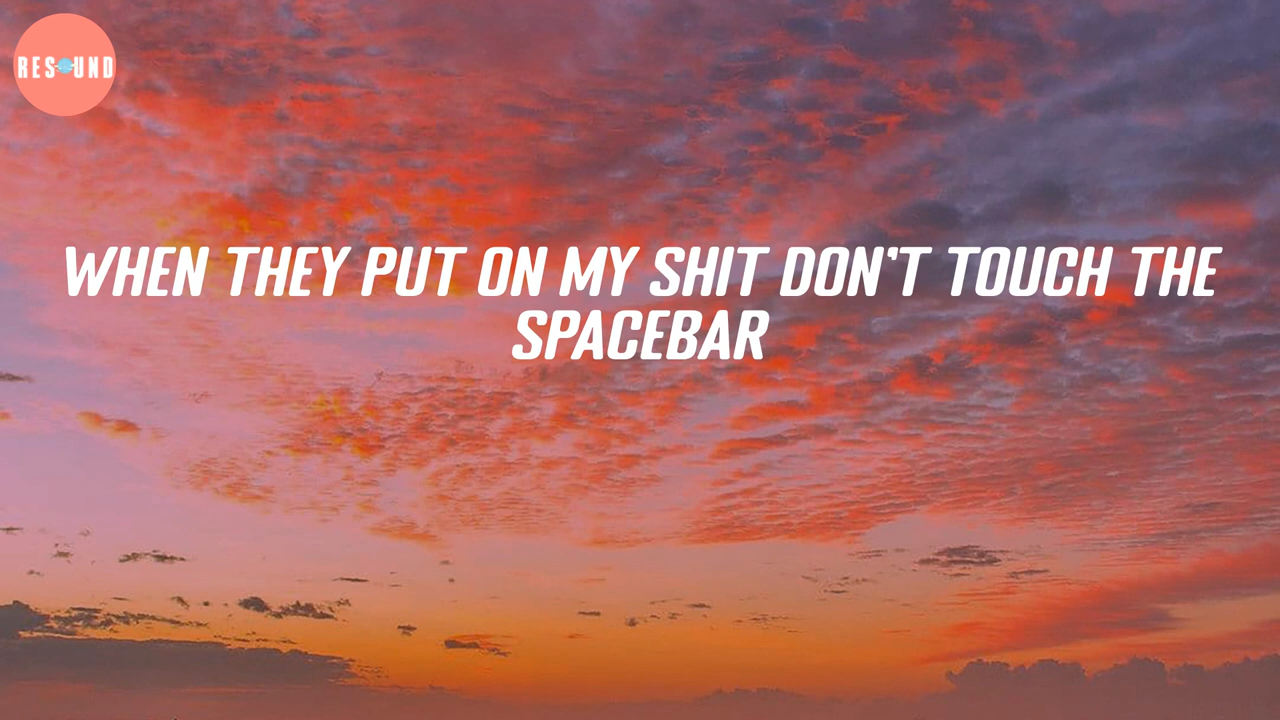 RESOUND
WHEN THEY PUT ON MY SHIT DON'T TOUCH THE
SPACEBAR